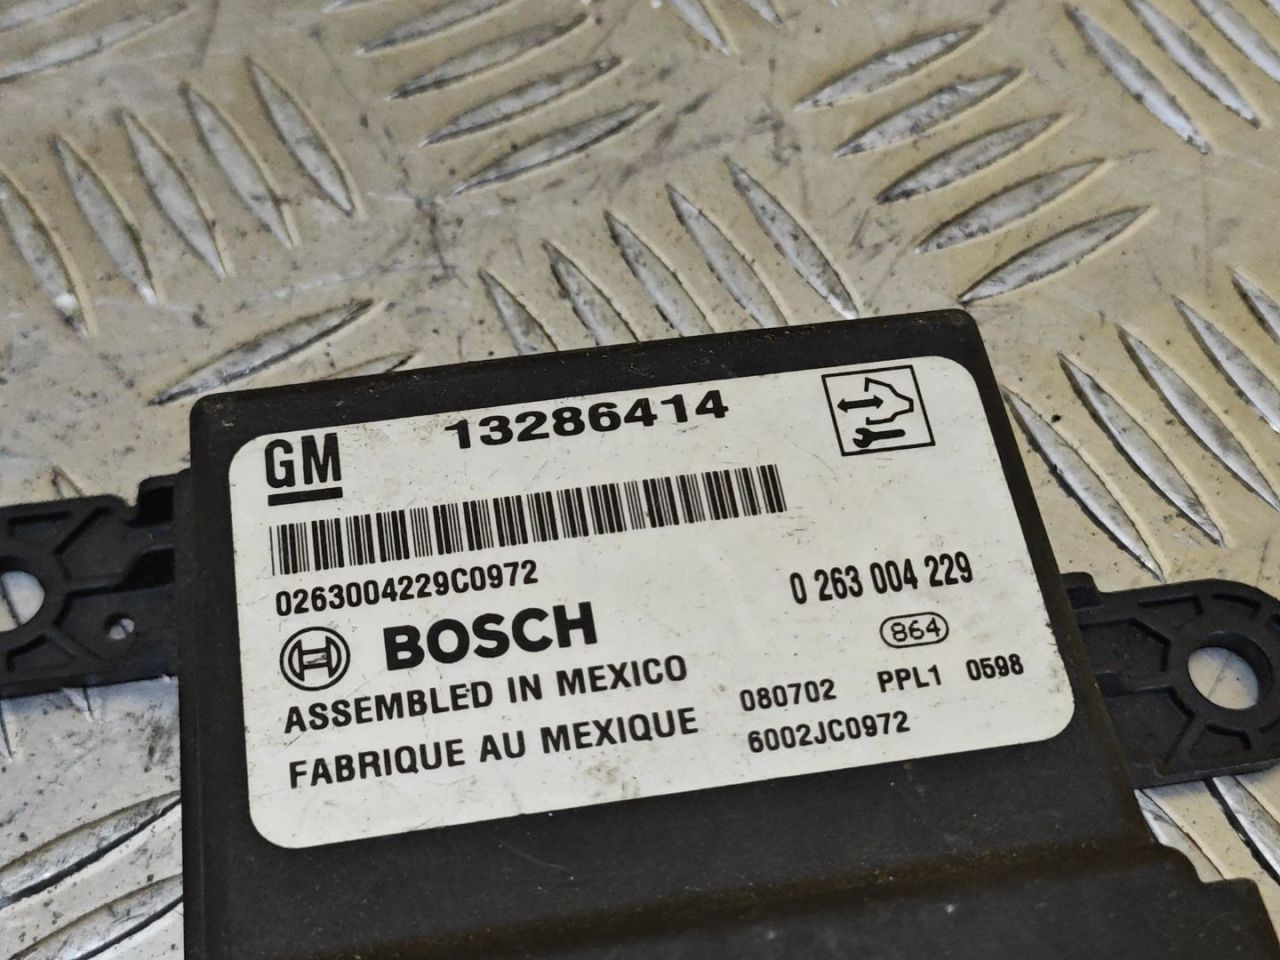 GM 13286414
0263004229C0972
BOSCH 0 263 004 229
864
ASSEMBLED IN MEXICO
FABRIQUE AU MEXIQUE
080702 PPL1 0598
6002JC0972